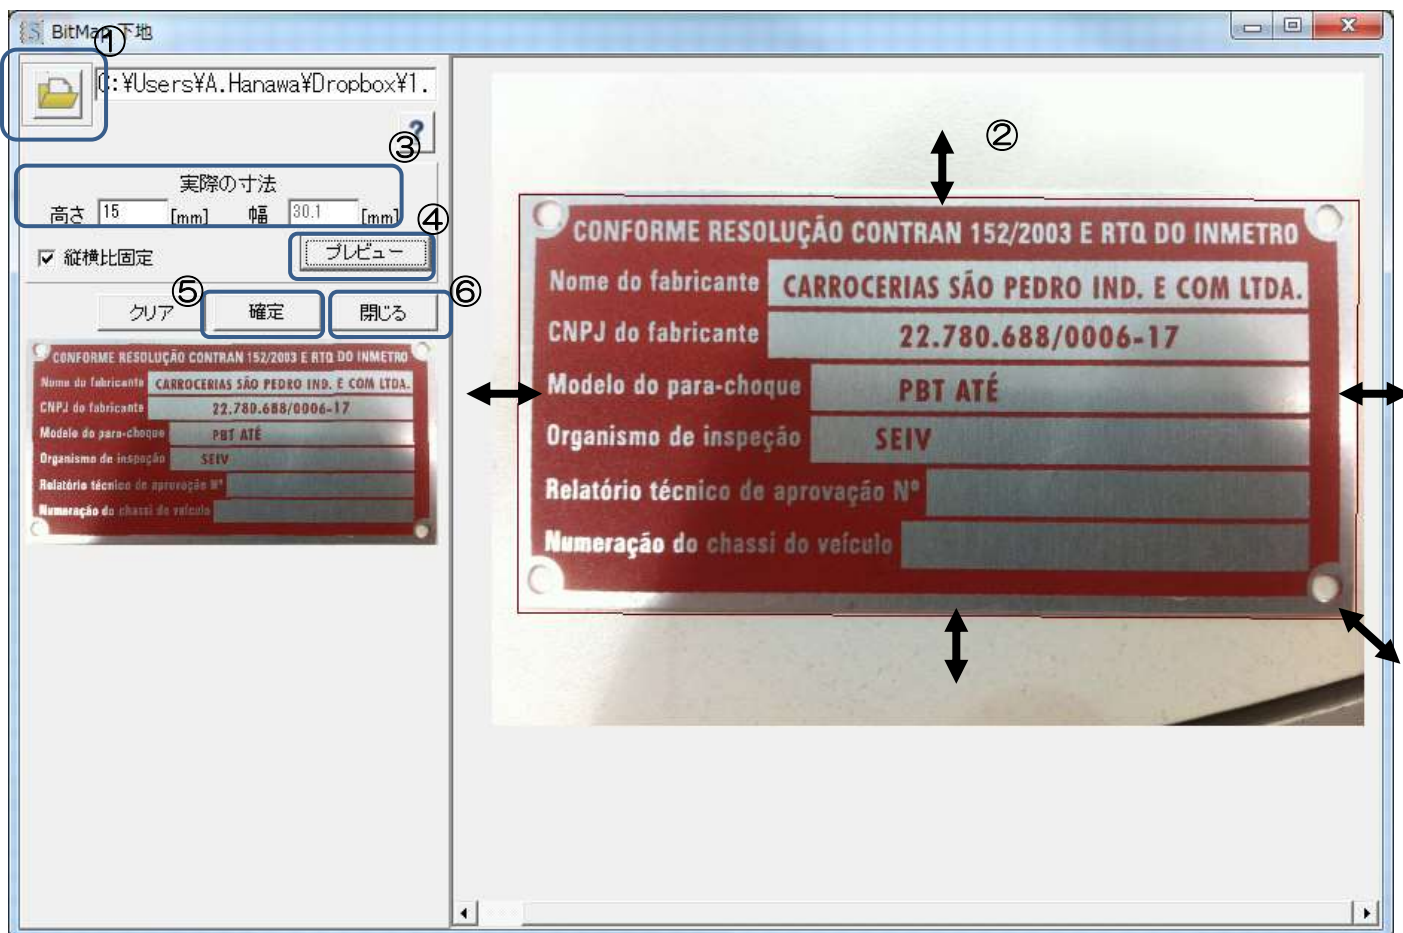 BitMap 下地
①
C:¥Users¥A.Hanawa¥Dropbox¥1.
?
③
実際の寸法
高さ 15 [mm] 幅 30.1 [mm]
④
縦横比固定
プレビュー
⑤
⑥
クリア 確定 閉じる
CONFORME RESOLUÇÃO CONTRAN 152/2003 E RTQ DO INMETRO
Nome do fabricante CARROCERIAS SÃO PEDRO IND. E COM LTDA.
CNPJ do fabricante 22.780.688/0006-17
Modelo do para-choque PBT ATÉ
Organismo de inspeção SEIV
Relatório técnico de aprovação Nº
Numeração do chassi do veículo
②
CONFORME RESOLUÇÃO CONTRAN 152/2003 E RTQ DO INMETRO
Nome do fabricante CARROCERIAS SÃO PEDRO IND. E COM LTDA.
CNPJ do fabricante 22.780.688/0006-17
Modelo do para-choque PBT ATÉ
Organismo de inspeção SEIV
Relatório técnico de aprovação Nº
Numeração do chassi do veículo